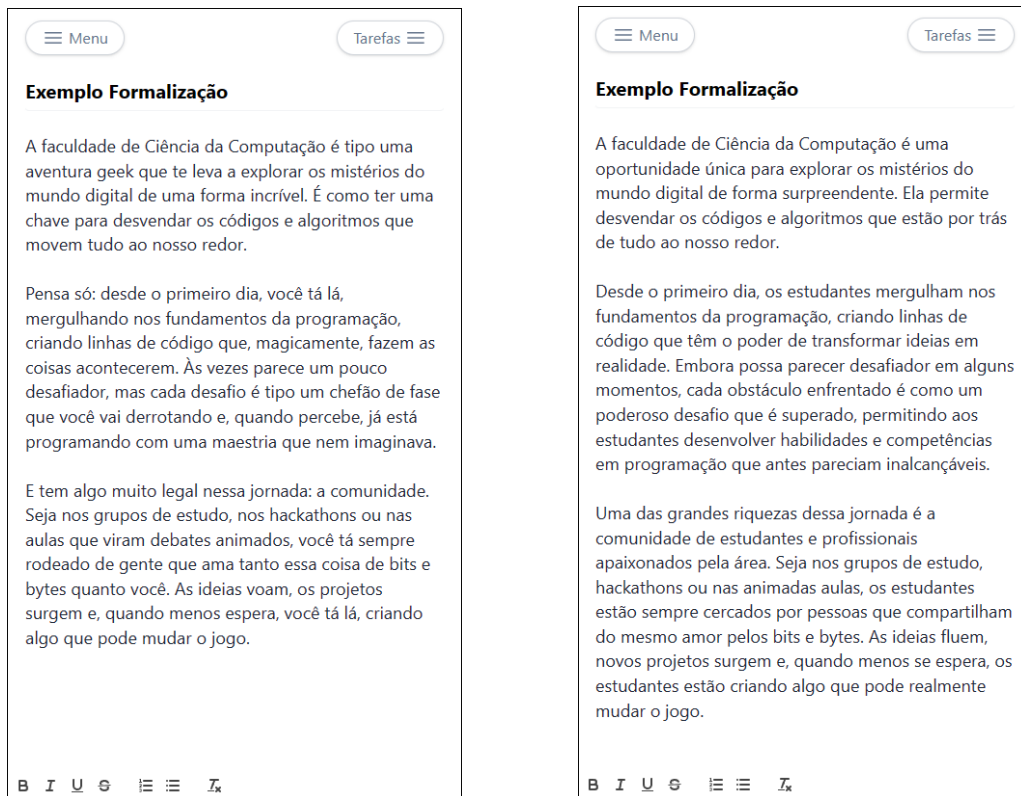 Menu
Tarefas
Exemplo Formalização
A faculdade de Ciência da Computação é tipo uma
aventura geek que te leva a explorar os mistérios do
mundo digital de uma forma incrível. É como ter uma
chave para desvendar os códigos e algoritmos que
movem tudo ao nosso redor.
Pensa só: desde o primeiro dia, você tá lá,
mergulhando nos fundamentos da programação,
criando linhas de código que, magicamente, fazem as
coisas acontecerem. Às vezes parece um pouco
desafiador, mas cada desafio é tipo um chefão de fase
que você vai derrotando e, quando percebe, já está
programando com uma maestria que nem imaginava.
E tem algo muito legal nessa jornada: a comunidade.
Seja nos grupos de estudo, nos hackathons ou nas
aulas que viram debates animados, você tá sempre
rodeado de gente que ama tanto essa coisa de bits e
bytes quanto você. As ideias voam, os projetos
surgem e, quando menos espera, você tá lá, criando
algo que pode mudar o jogo.
B I U S
Menu
Tarefas
Exemplo Formalização
A faculdade de Ciência da Computação é uma
oportunidade única para explorar os mistérios do
mundo digital de forma surpreendente. Ela permite
desvendar os códigos e algoritmos que estão por trás
de tudo ao nosso redor.
Desde o primeiro dia, os estudantes mergulham nos
fundamentos da programação, criando linhas de
código que têm o poder de transformar ideias em
realidade. Embora possa parecer desafiador em alguns
momentos, cada obstáculo enfrentado é como um
poderoso desafio que é superado, permitindo aos
estudantes desenvolver habilidades e competências
em programação que antes pareciam inalcançáveis.
Uma das grandes riquezas dessa jornada é a
comunidade de estudantes e profissionais
apaixonados pela área. Seja nos grupos de estudo,
hackathons ou nas animadas aulas, os estudantes
estão sempre cercados por pessoas que compartilham
do mesmo amor pelos bits e bytes. As ideias fluem,
novos projetos surgem e, quando menos se espera, os
estudantes estão criando algo que pode realmente
mudar o jogo.
B I U S